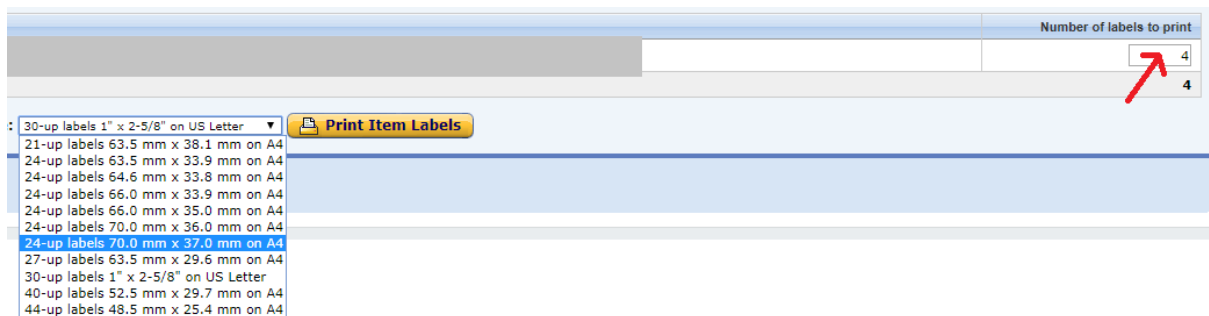 Number of labels to print
4
4
: 30-up labels 1" x 2-5/8" on US Letter ▼ Print Item Labels
21-up labels 63.5 mm x 38.1 mm on A4
24-up labels 63.5 mm x 33.9 mm on A4
24-up labels 64.6 mm x 33.8 mm on A4
24-up labels 66.0 mm x 33.9 mm on A4
24-up labels 66.0 mm x 35.0 mm on A4
24-up labels 70.0 mm x 36.0 mm on A4
24-up labels 70.0 mm x 37.0 mm on A4
27-up labels 63.5 mm x 29.6 mm on A4
30-up labels 1" x 2-5/8" on US Letter
40-up labels 52.5 mm x 29.7 mm on A4
44-up labels 48.5 mm x 25.4 mm on A4